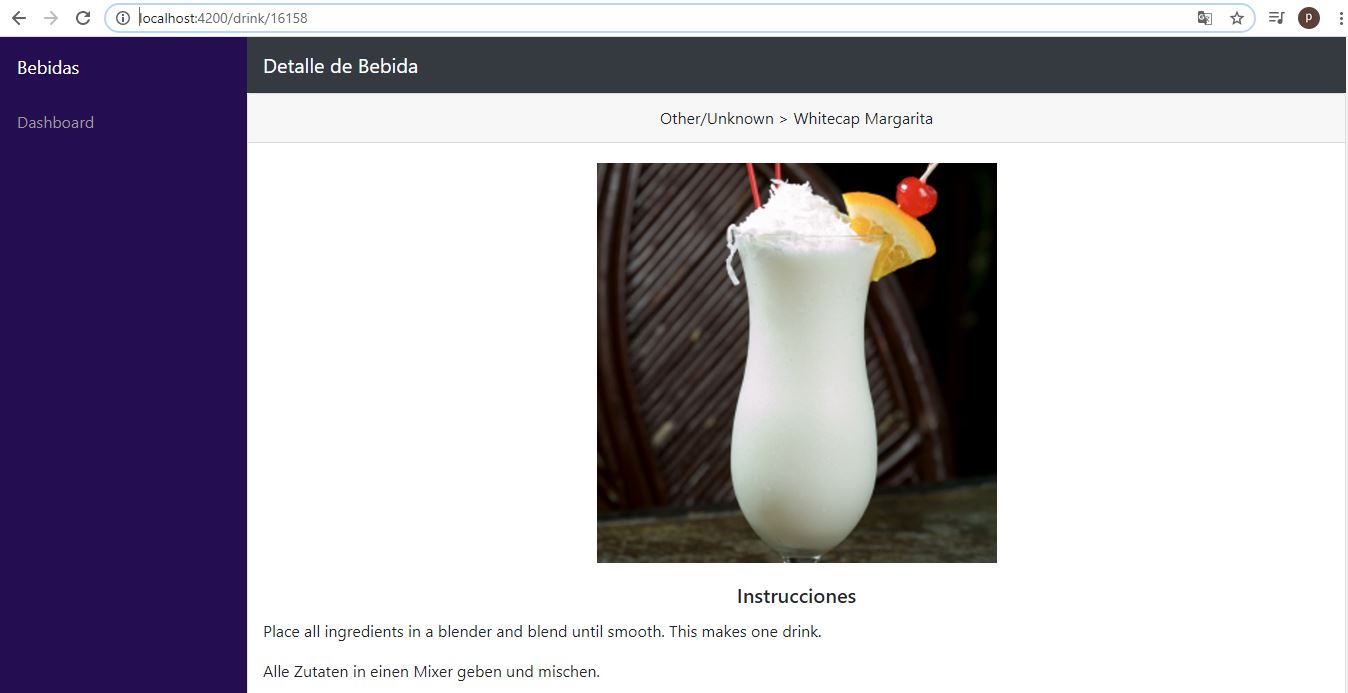 localhost:4200/drink/16158
p
Bebidas
Dashboard
Detalle de Bebida
Other/Unknown > Whitecap Margarita
Instrucciones
Place all ingredients in a blender and blend until smooth. This makes one drink.
Alle Zutaten in einen Mixer geben und mischen.